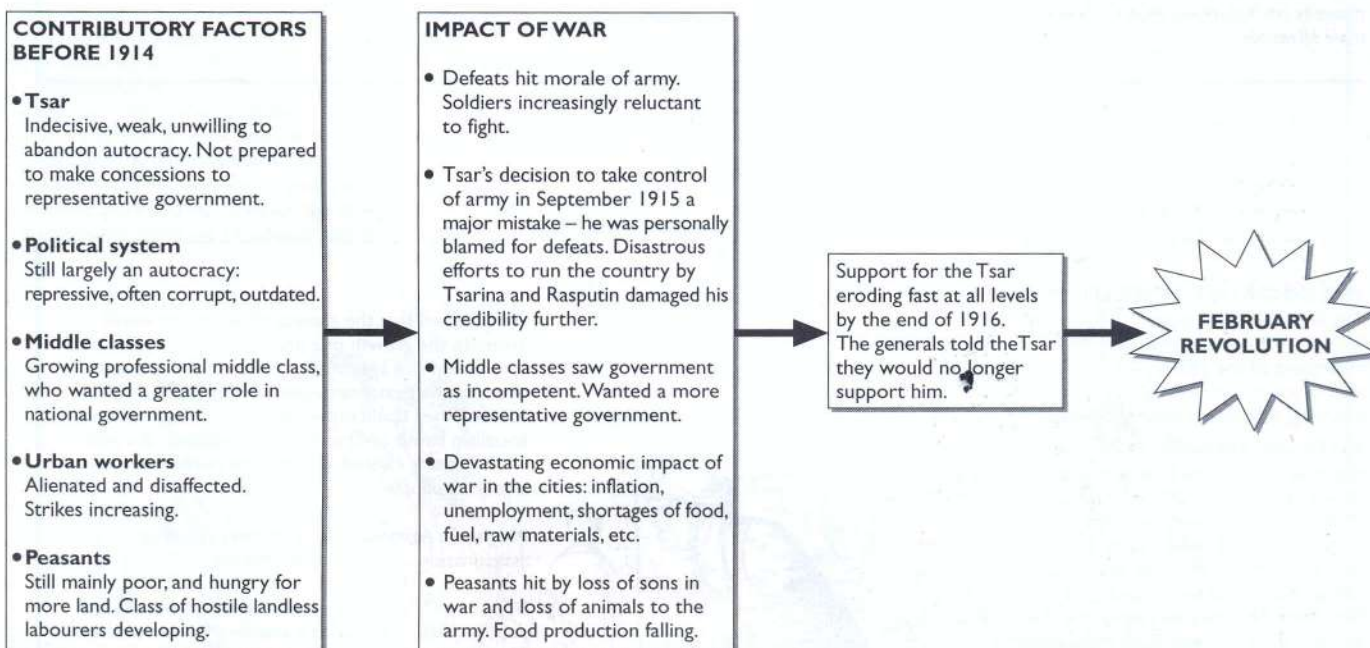 CONTRIBUTORY FACTORS
BEFORE 1914
• Tsar
Indecisive, weak, unwilling to
abandon autocracy. Not prepared
to make concessions to
representative government.
• Political system
Still largely an autocracy:
repressive, often corrupt, outdated.
• Middle classes
Growing professional middle class,
who wanted a greater role in
national government.
• Urban workers
Alienated and disaffected.
Strikes increasing.
• Peasants
Still mainly poor, and hungry for
more land. Class of hostile landless
labourers developing.
IMPACT OF WAR
• Defeats hit morale of army.
Soldiers increasingly reluctant
to fight.
• Tsar's decision to take control
of army in September 1915 a
major mistake – he was personally
blamed for defeats. Disastrous
efforts to run the country by
Tsarina and Rasputin damaged his
credibility further.
• Middle classes saw government
as incompetent. Wanted a more
representative government.
• Devastating economic impact of
war in the cities: inflation,
unemployment, shortages of food,
fuel, raw materials, etc.
• Peasants hit by loss of sons in
war and loss of animals to the
army. Food production falling.
Support for the Tsar
eroding fast at all levels
by the end of 1916.
The generals told the Tsar
they would no longer
support him.
FEBRUARY
REVOLUTION